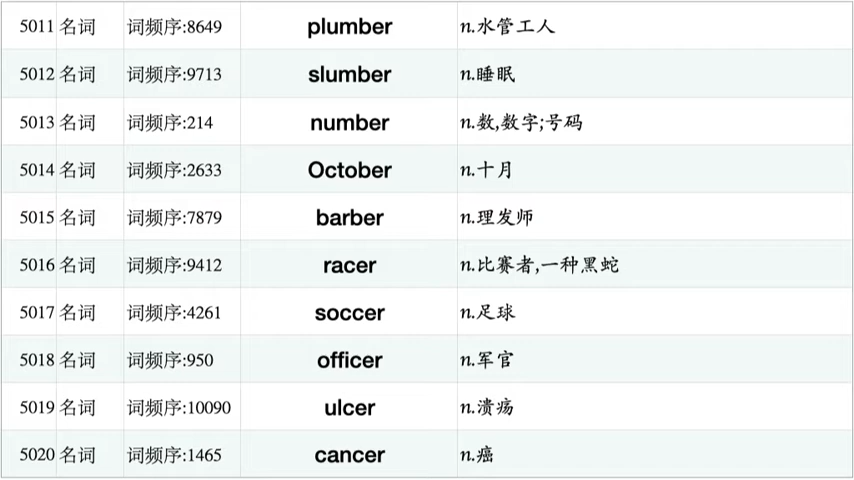 5011 名词 词频序:8649 plumber n.水管工人
5012 名词 词频序:9713 slumber n.睡眠
5013 名词 词频序:214 number n.数,数字;号码
5014 名词 词频序:2633 October n.十月
5015 名词 词频序:7879 barber n.理发师
5016 名词 词频序:9412 racer n.比赛者,一种黑蛇
5017 名词 词频序:4261 soccer n.足球
5018 名词 词频序:950 officer n.军官
5019 名词 词频序:10090 ulcer n.溃疡
5020 名词 词频序:1465 cancer n.癌